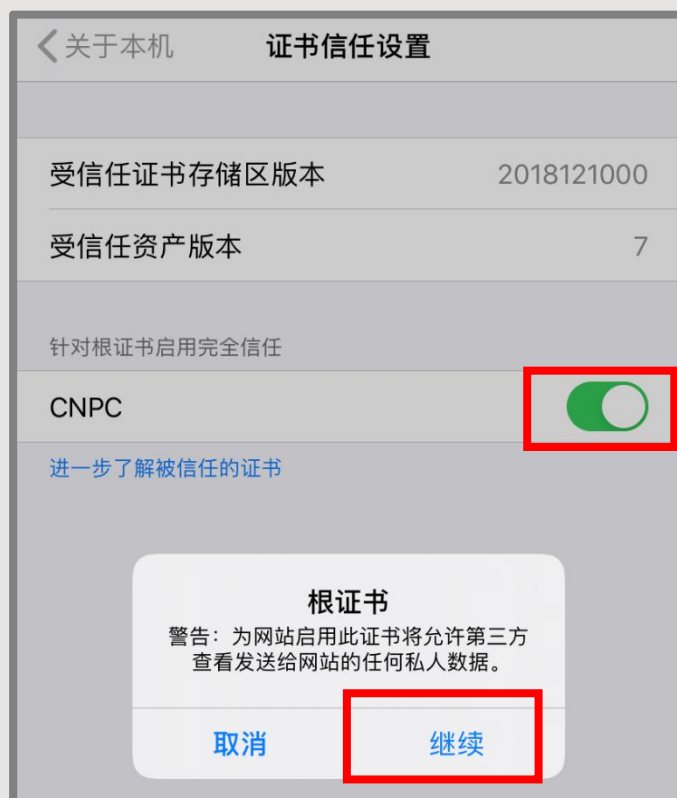 关于本机 证书信任设置
受信任证书存储区版本 2018121000
受信任资产版本 7
针对根证书启用完全信任
CNPC
进一步了解被信任的证书
根证书
警告：为网站启用此证书将允许第三方
查看发送给网站的任何私人数据。
取消 继续